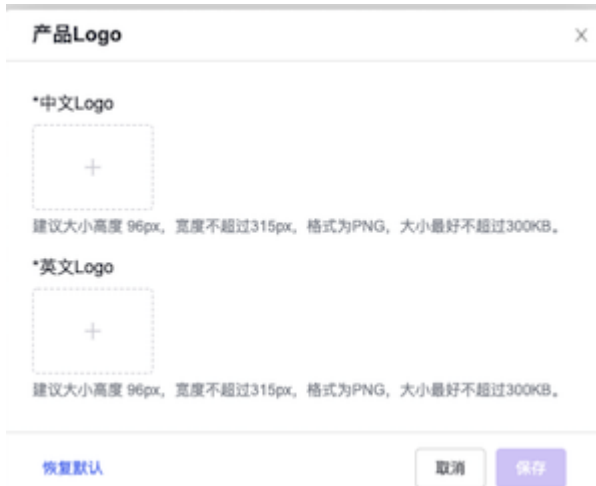 产品Logo
*中文Logo
建议大小高度 96px，宽度不超过315px，格式为PNG，大小最好不超过300KB。
*英文Logo
建议大小高度 96px，宽度不超过315px，格式为PNG，大小最好不超过300KB。
恢复默认 取消 保存